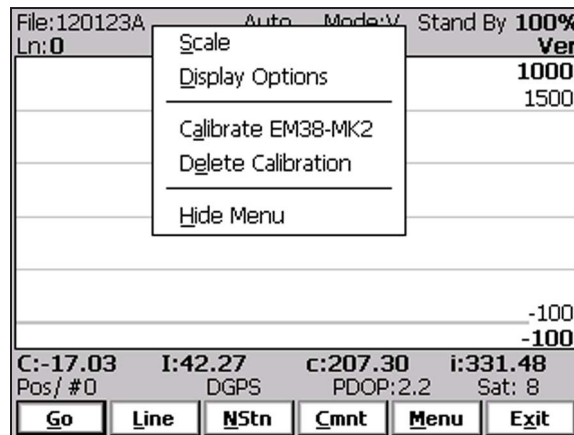 File:120123A Auto Mode:V Stand By 100%
Ln:0 Ver
Scale
Display Options
Calibrate EM38-MK2
Delete Calibration
Hide Menu
1000
1500
-100
-100
C:-17.03 I:42.27 c:207.30 i:331.48
Pos/ #0 DGPS PDOP:2.2 Sat: 8
Go Line NStn Cmnt Menu Exit